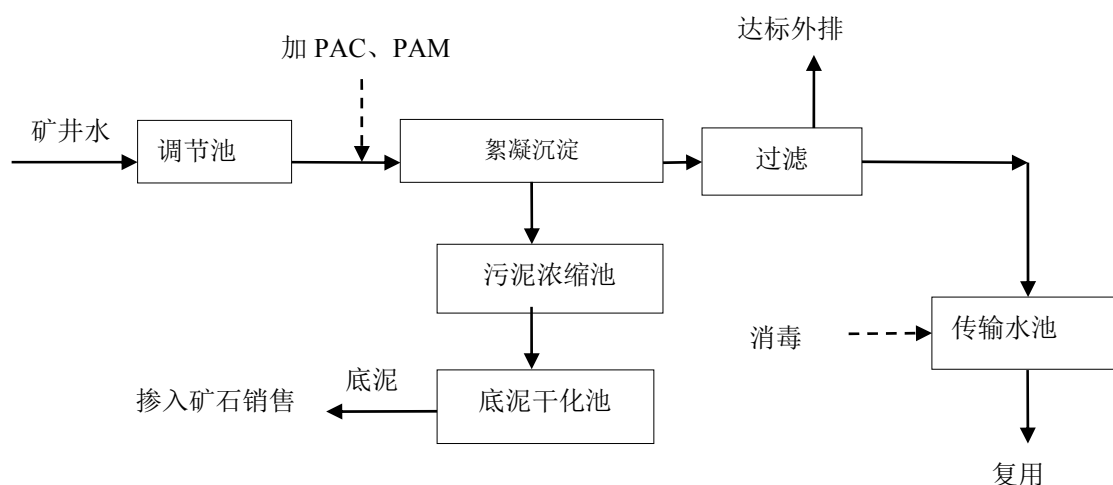 达标外排
加 PAC、PAM
矿井水
调节池
絮凝沉淀
过滤
污泥浓缩池
消毒
传输水池
底泥
掺入矿石销售
底泥干化池
复用